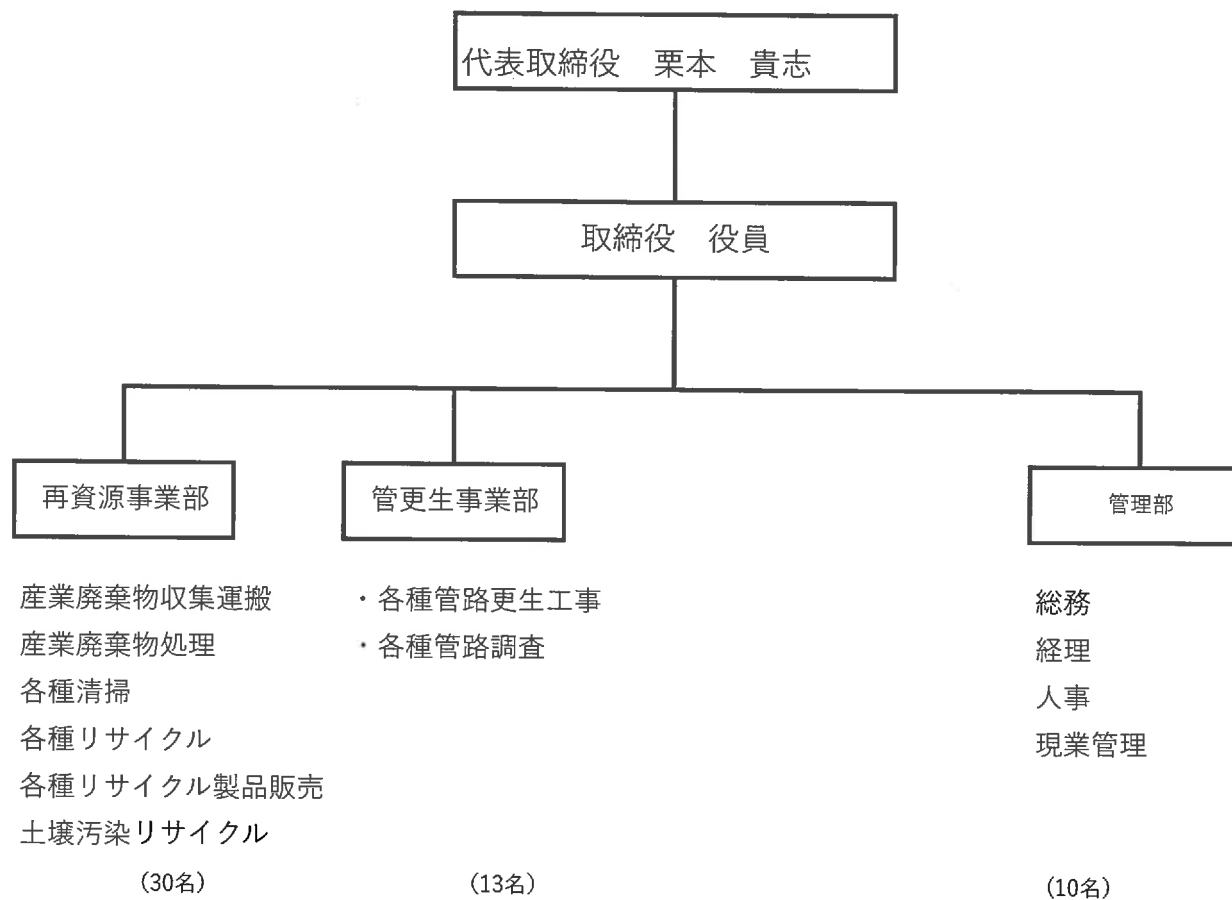 代表取締役　栗本　貴志
取締役　役員
再資源事業部
管更生事業部
管理部
産業廃棄物収集運搬
産業廃棄物処理
各種清掃
各種リサイクル
各種リサイクル製品販売
土壌汚染リサイクル
(30名)
・各種管路更生工事
・各種管路調査
(13名)
総務
経理
人事
現業管理
(10名)